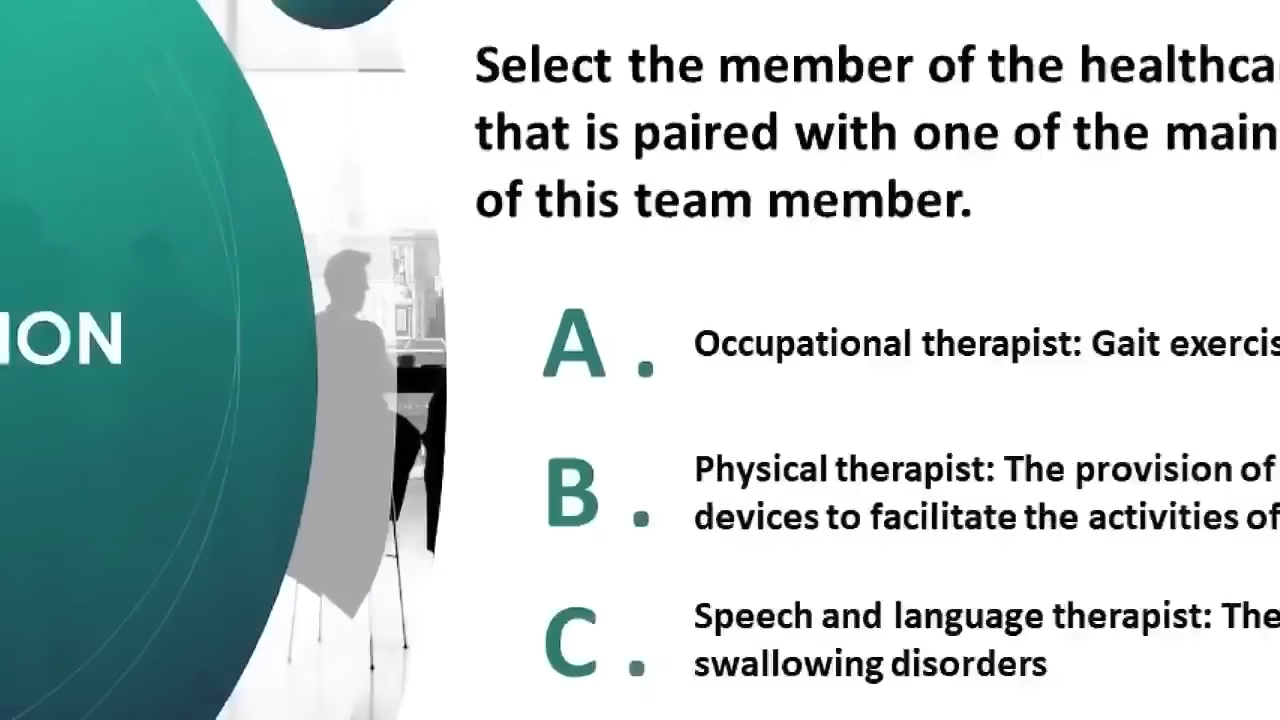 ION
Select the member of the healthca
that is paired with one of the main
of this team member.
A .
Occupational therapist: Gait exercis
B .
Physical therapist: The provision of
devices to facilitate the activities of
C .
Speech and language therapist: The
swallowing disorders